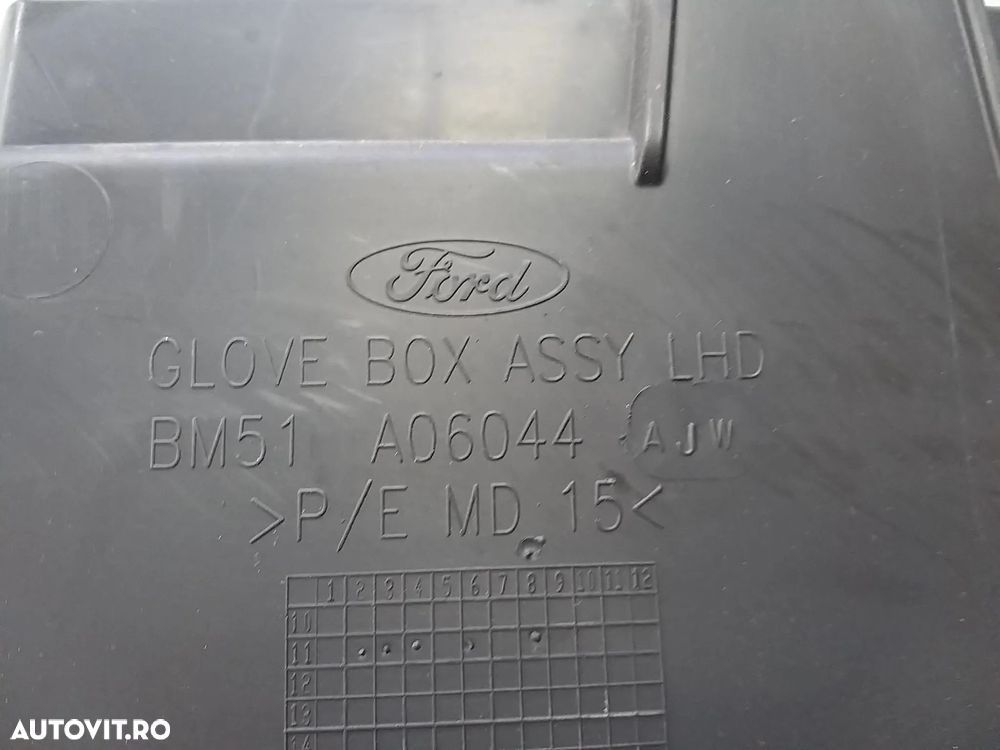 Ford
GLOVE BOX ASSY LHD
BM51 A06044 AJW
>P/E MD 15<
1 2 3 4 5 6 7 8 9 10 11 12
10
11
12
13
14
AUTOVIT.RO